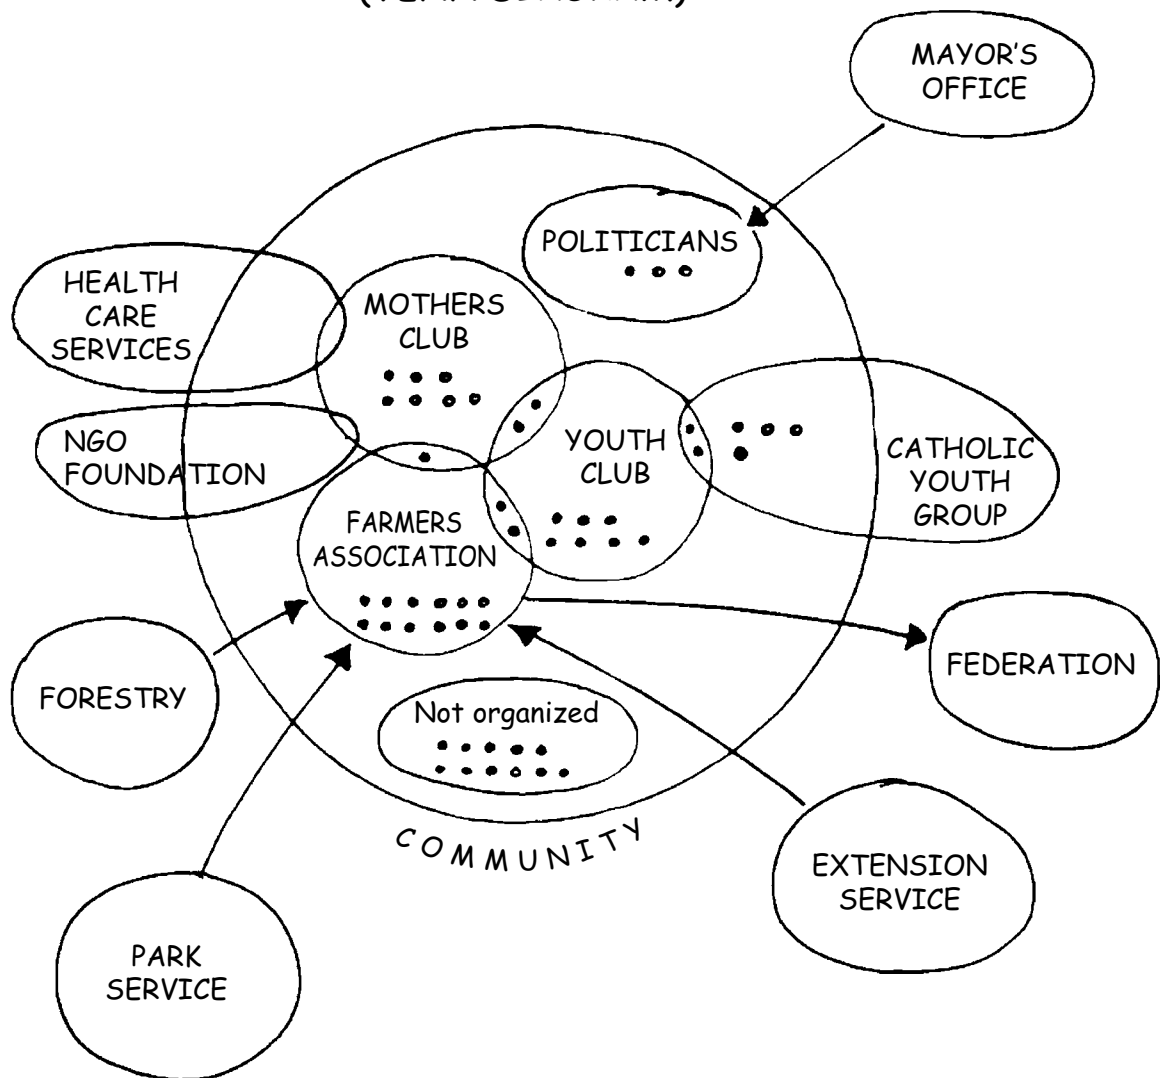 MAYOR'S
OFFICE
POLITICIANS
HEALTH
CARE
SERVICES
MOTHERS
CLUB
NGO
FOUNDATION
YOUTH
CLUB
CATHOLIC
YOUTH
GROUP
FARMERS
ASSOCIATION
FORESTRY
FEDERATION
Not organized
COMMUNITY
EXTENSION
SERVICE
PARK
SERVICE